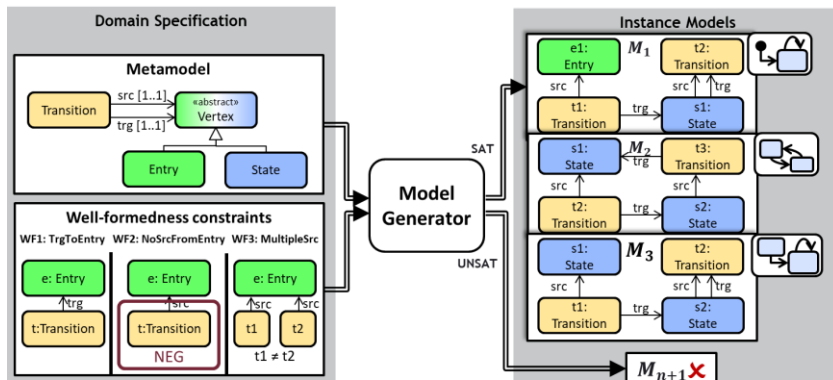 Domain Specification
Metamodel
Transition
src [1..1]
trg [1..1]
«abstract»
Vertex
Entry
State
Well-formedness constraints
WF1: TrgToEntry
WF2: NoSrcFromEntry
WF3: MultipleSrc
e: Entry
trg
t:Transition
e: Entry
src
t:Transition
NEG
e: Entry
src
src
t1
t2
t1 ≠ t2
Model
Generator
SAT
UNSAT
Instance Models
e1:
Entry
M₁
t2:
Transition
src
src
trg
t1:
Transition
trg
s1:
State
s1:
State
M₂
trg
t3:
Transition
src
src
t2:
Transition
trg
s2:
State
s1:
State
M₃
t2:
Transition
src
src
trg
t1:
Transition
trg
s2:
State
Mₙ₊₁ ✘